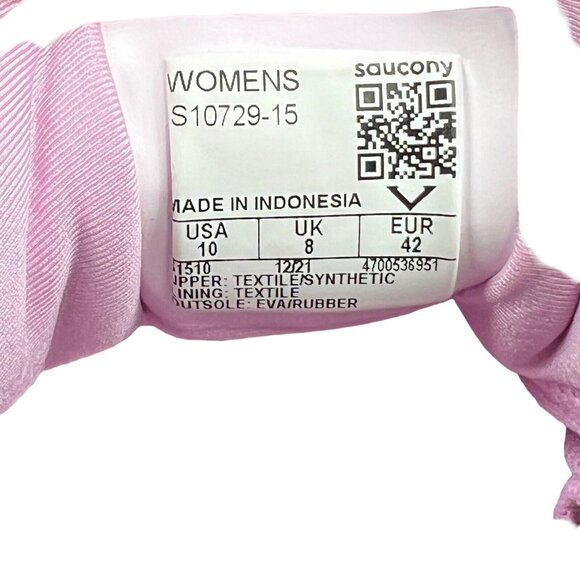 WOMENS saucony
S10729-15
MADE IN INDONESIA
USA UK EUR
10 8 42
1510 12/21 4700536951
UPPER: TEXTILE/SYNTHETIC
LINING: TEXTILE
OUTSOLE: EVA/RUBBER